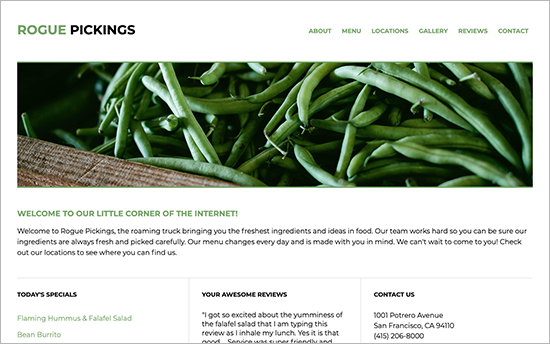 ROGUE PICKINGS
ABOUT MENU LOCATIONS GALLERY REVIEWS CONTACT
WELCOME TO OUR LITTLE CORNER OF THE INTERNET!
Welcome to Rogue Pickings, the roaming truck bringing you the freshest ingredients and ideas in food. Our team works hard so you can be sure our
ingredients are always fresh and picked carefully. Our menu changes every day and is made with you in mind. We can't wait to come to you! Check
out our locations to see where you can find us.
TODAY'S SPECIALS
Flaming Hummus & Falafel Salad
Bean Burrito
YOUR AWESOME REVIEWS
"I got so excited about the yumminess of
the falafel salad that I am typing this
review as I inhale my lunch. Yes it is that
good... Service was super friendly and
CONTACT US
1001 Potrero Avenue
San Francisco, CA 94110
(415) 206-8000